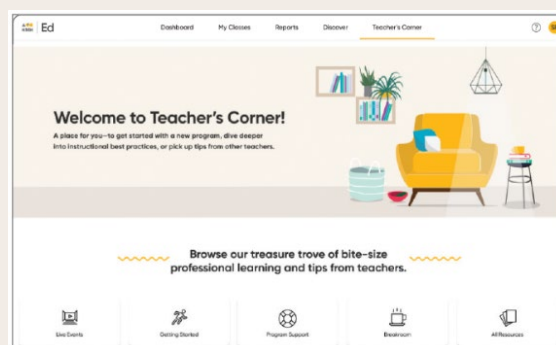 Ed
Dashboard My Classes Reports Discover Teacher's Corner
Welcome to Teacher's Corner!
A place for you—to get started with a new program, dive deeper
into instructional best practices, or pick up tips from other teachers.
Browse our treasure trove of bite-size
professional learning and tips from teachers.
Live Events Getting Started Program Support Breakroom All Resources